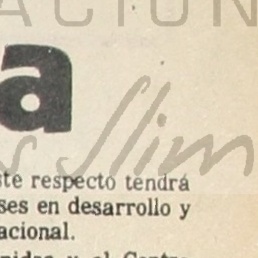 ACION
a
s Slim
ste respecto tendrá
ses en desarrollo y
acional.